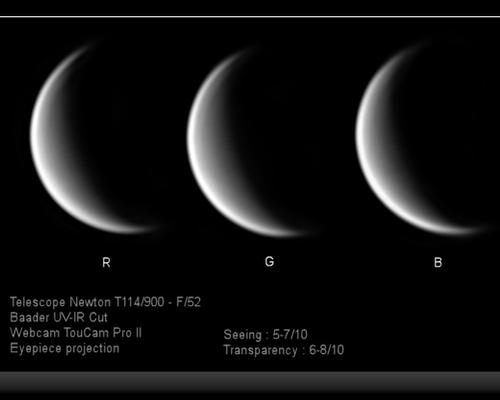 R G B
Telescope Newton T114/900 - F/52
Baader UV-IR Cut
Webcam TouCam Pro II
Eyepiece projection
Seeing : 5-7/10
Transparency : 6-8/10